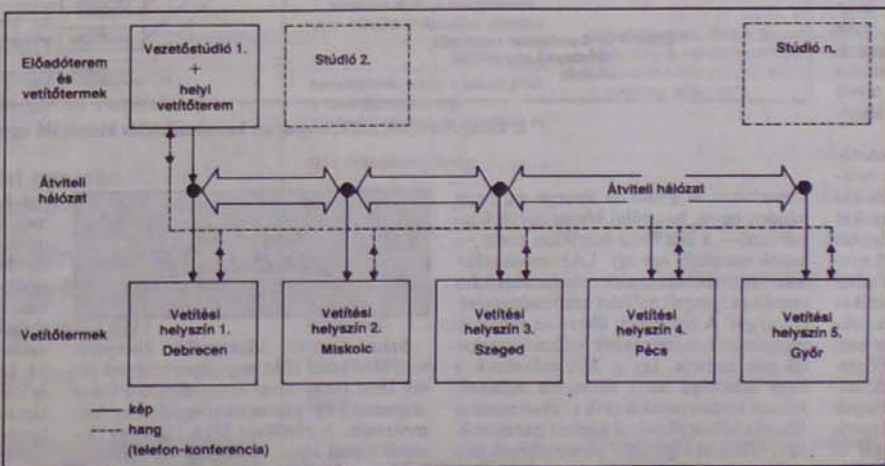 Előadóterem
és
vetítőtermek
Vezetőstúdió 1.
+
helyi
vetítőterem
Stúdió 2.
Stúdió n.
Átviteli
hálózat
Átviteli hálózat
Vetítőtermek
Vetítési
helyszín 1.
Debrecen
Vetítési
helyszín 2.
Miskolc
Vetítési
helyszín 3.
Szeged
Vetítési
helyszín 4.
Pécs
Vetítési
helyszín 5.
Győr
kép
hang
(telefon-konferencia)